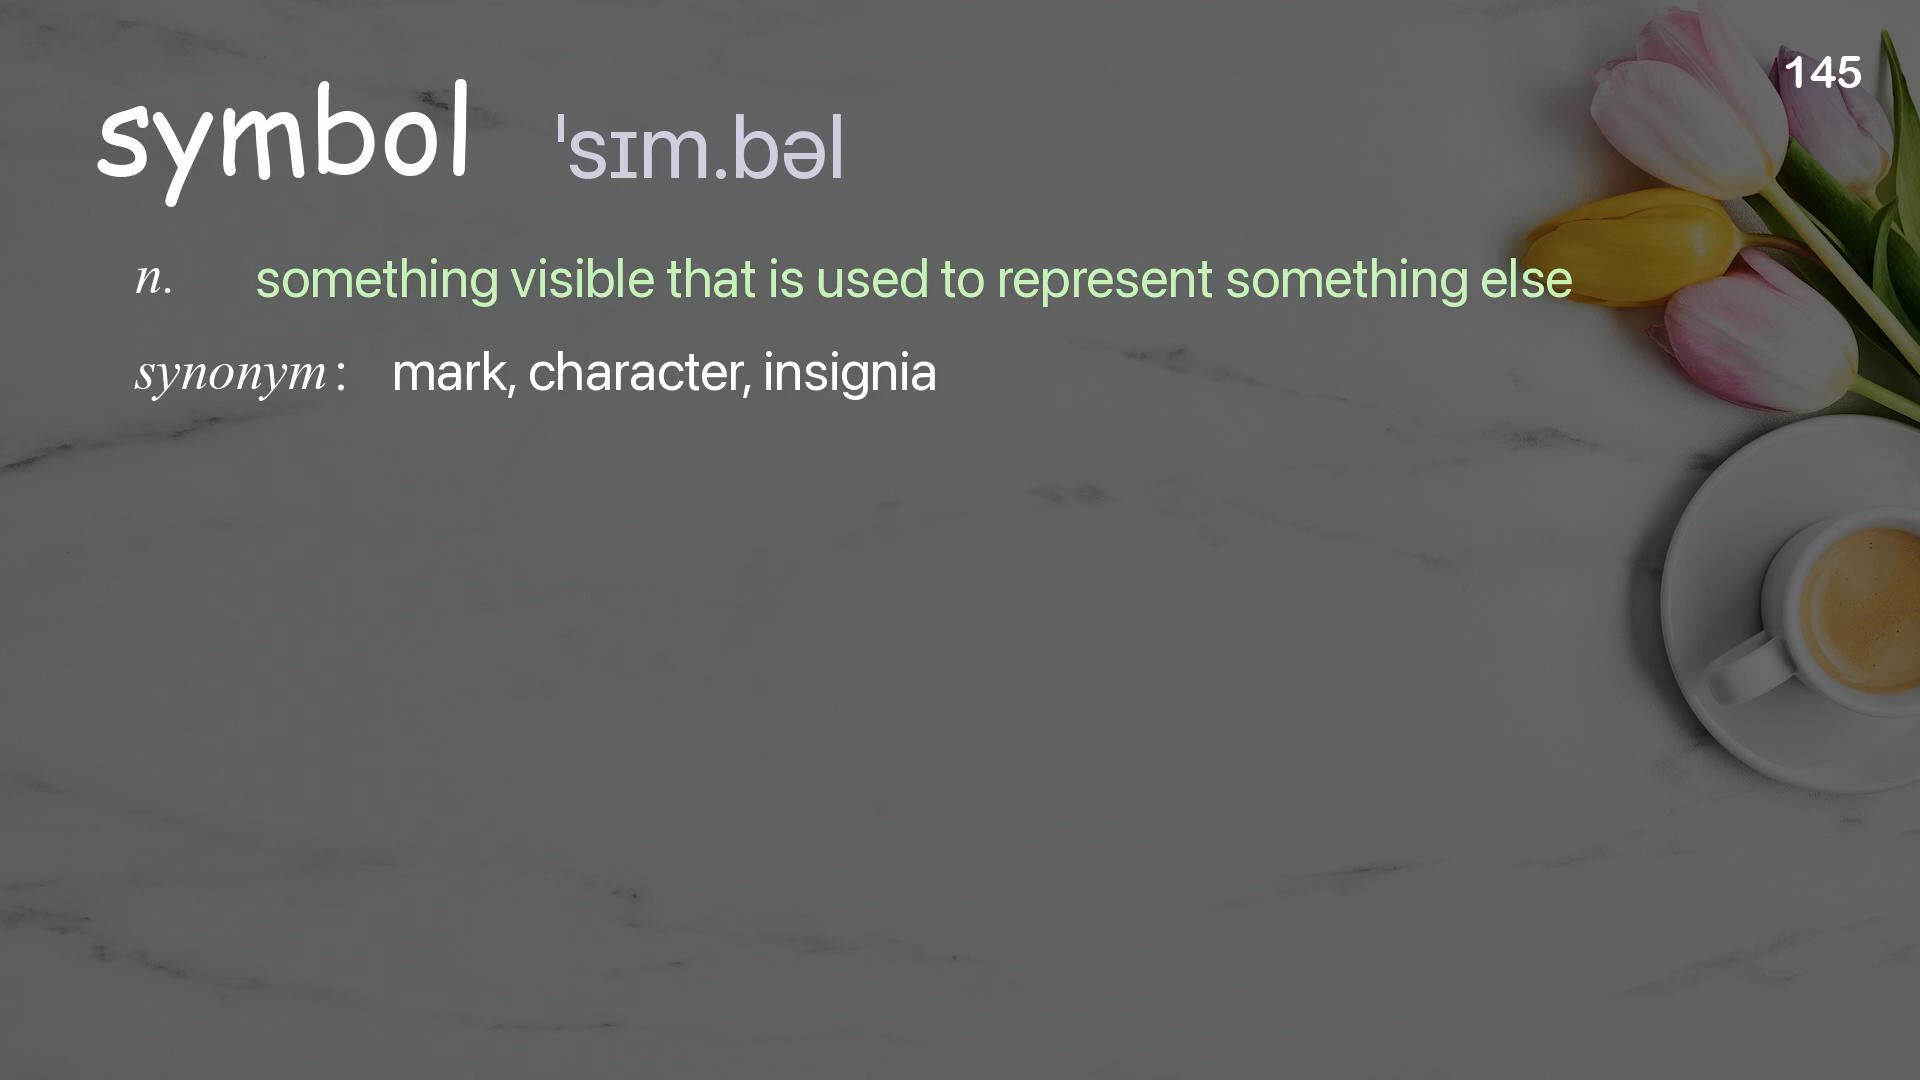 145
symbol ˈsɪm.bəl
n. something visible that is used to represent something else
synonym: mark, character, insignia